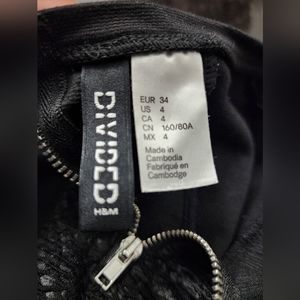 DIVIDED
H&M
EUR 34
US 4
CA 4
CN 160/80A
MX 4
Made in
Cambodia
Fabriqué en
Cambodge